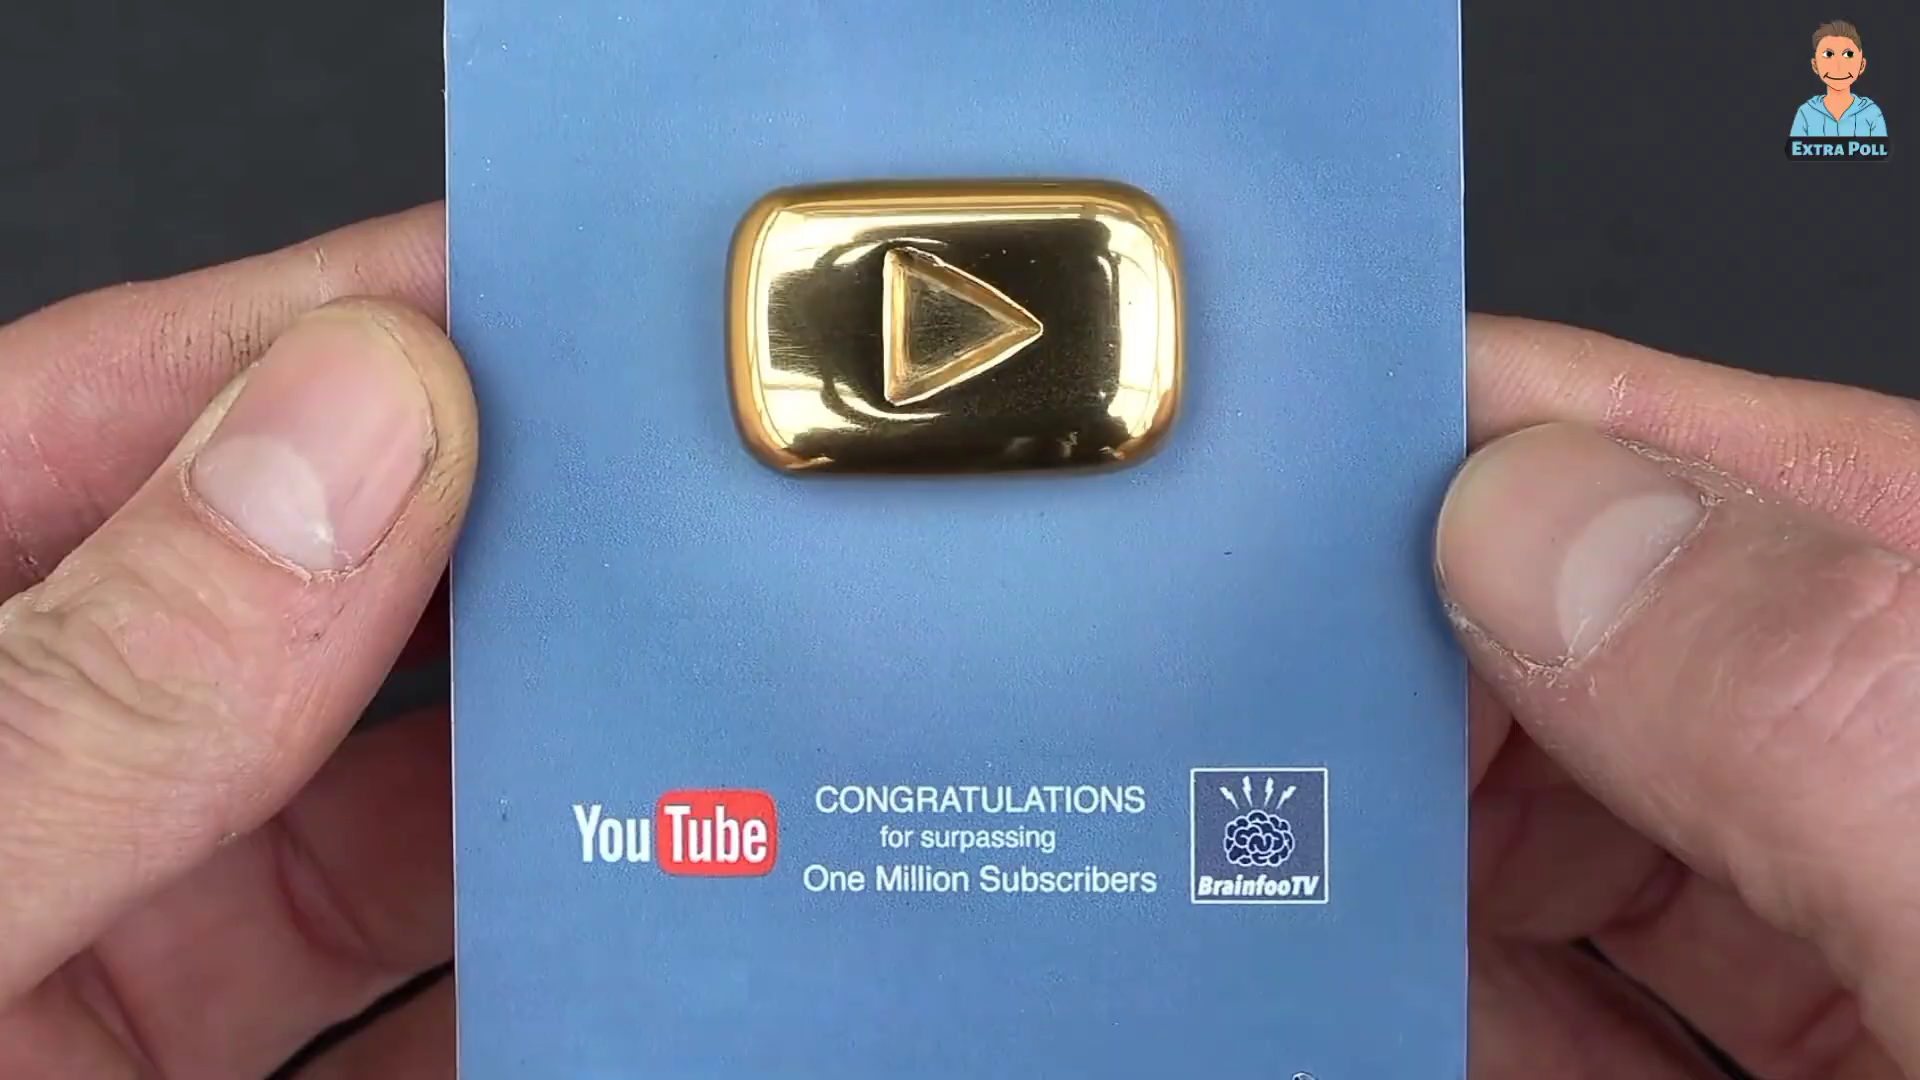 EXTRA POLL
YouTube
CONGRATULATIONS
for surpassing
One Million Subscribers
BrainfooTV